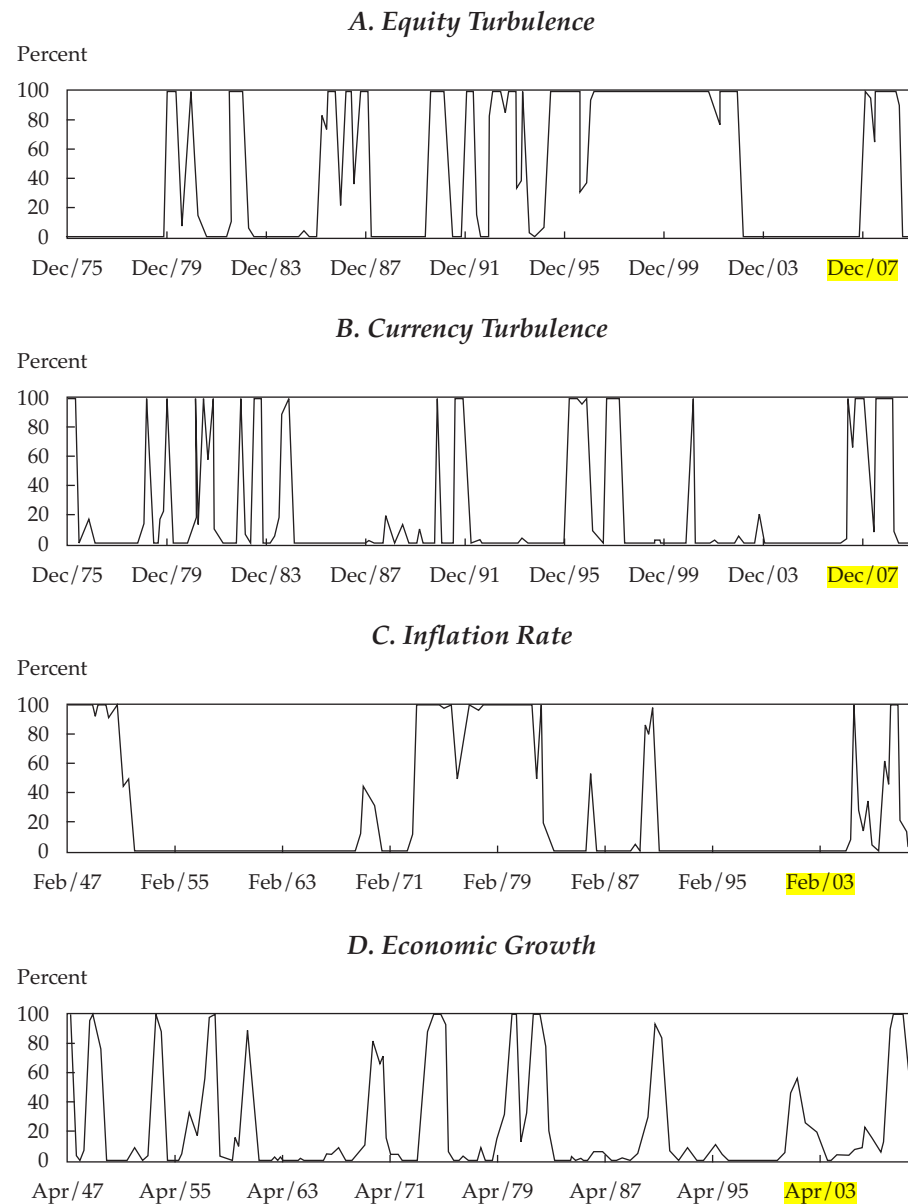 A. Equity Turbulence
Percent
100
80
60
40
20
0
Dec/75 Dec/79 Dec/83 Dec/87 Dec/91 Dec/95 Dec/99 Dec/03 Dec/07
B. Currency Turbulence
Percent
100
80
60
40
20
0
Dec/75 Dec/79 Dec/83 Dec/87 Dec/91 Dec/95 Dec/99 Dec/03 Dec/07
C. Inflation Rate
Percent
100
80
60
40
20
0
Feb/47 Feb/55 Feb/63 Feb/71 Feb/79 Feb/87 Feb/95 Feb/03
D. Economic Growth
Percent
100
80
60
40
20
0
Apr/47 Apr/55 Apr/63 Apr/71 Apr/79 Apr/87 Apr/95 Apr/03